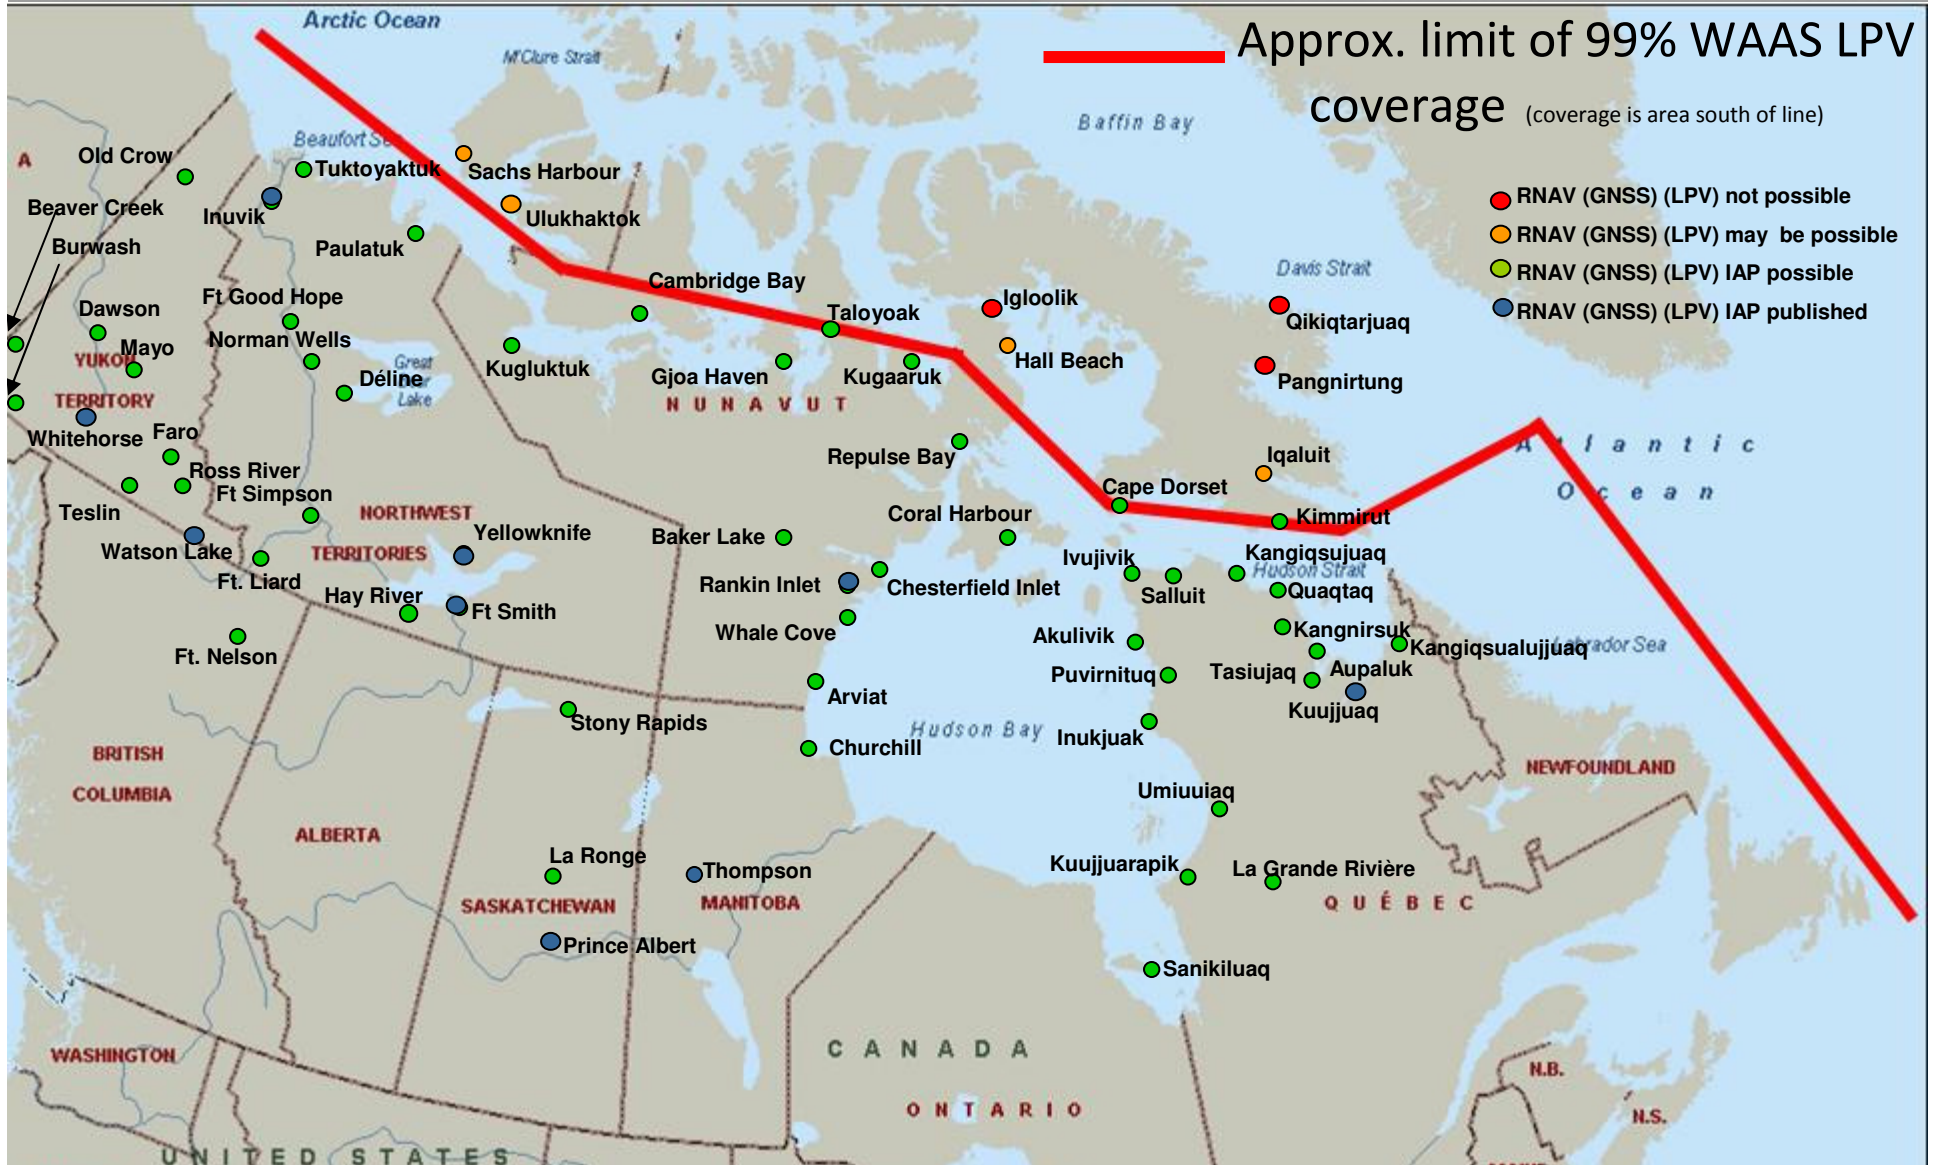 Arctic Ocean
Approx. limit of 99% WAAS LPV
coverage (coverage is area south of line)
M'Clure Strait
Baffin Bay
Beaufort Sea
A
Old Crow
Tuktoyaktuk
Sachs Harbour
RNAV (GNSS) (LPV) not possible
Beaver Creek
Inuvik
Ulukhaktok
RNAV (GNSS) (LPV) may be possible
Burwash
Paulatuk
Davis Strait
RNAV (GNSS) (LPV) IAP possible
Cambridge Bay
Igloolik
RNAV (GNSS) (LPV) IAP published
Dawson
Ft Good Hope
Taloyoak
Qikiqtarjuaq
Mayo
Norman Wells
YUKON
Great
Lake
Kugluktuk
Gjoa Haven
Kugaaruk
Hall Beach
Déline
Pangnirtung
TERRITORY
NUNAVUT
Whitehorse
Faro
Repulse Bay
Iqaluit
Atlantic
Ocean
Ross River
Ft Simpson
Cape Dorset
Teslin
NORTHWEST
Coral Harbour
Kimmirut
Watson Lake
TERRITORIES
Yellowknife
Baker Lake
Ivujivik
Kangiqsujuaq
Hudson Strait
Ft. Liard
Hay River
Ft Smith
Rankin Inlet
Chesterfield Inlet
Salluit
Quaqtaq
Whale Cove
Akulivik
Kangnirsuk
Kangiqsualujjuaq
Labrador Sea
Ft. Nelson
Puvirnituq
Tasiujaq
Aupaluk
Arviat
Kuujjuaq
Stony Rapids
Hudson Bay
Inukjuak
Churchill
BRITISH
COLUMBIA
NEWFOUNDLAND
Umiuuiaq
ALBERTA
La Ronge
Thompson
Kuujjuarapik
La Grande Rivière
SASKATCHEWAN
MANITOBA
QUÉBEC
Prince Albert
Sanikiluaq
WASHINGTON
CANADA
N.B.
ONTARIO
N.S.
UNITED STATES